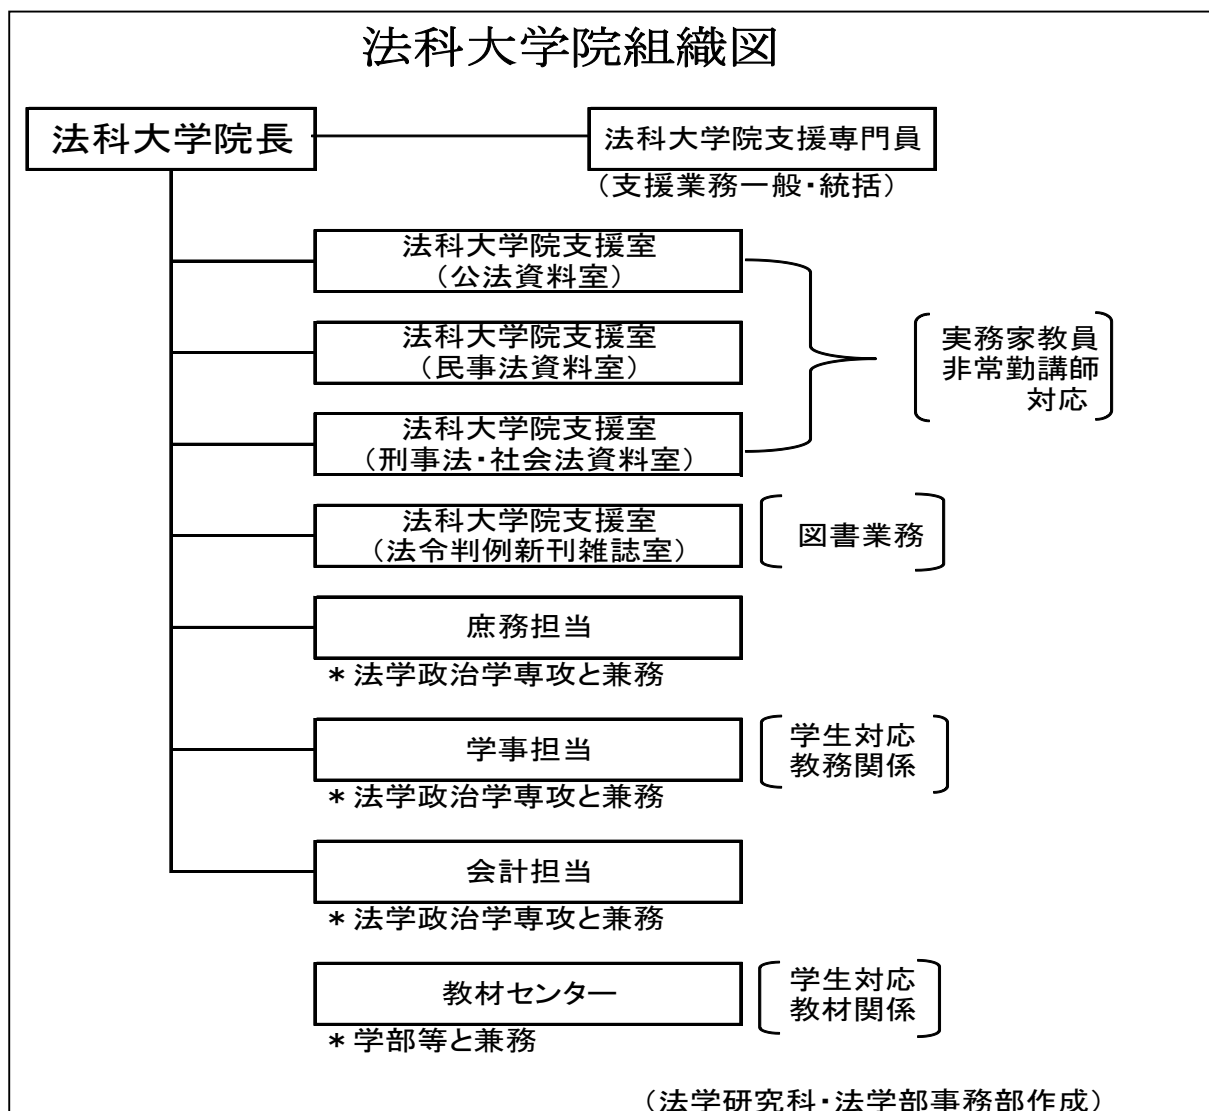 法科大学院組織図
法科大学院長
法科大学院支援専門員
（支援業務一般・統括）
法科大学院支援室
（公法資料室）
法科大学院支援室
（民事法資料室）
法科大学院支援室
（刑事法・社会法資料室）
実務家教員
非常勤講師
対応
法科大学院支援室
（法令判例新刊雑誌室）
図書業務
庶務担当
＊法学政治学専攻と兼務
学事担当
＊法学政治学専攻と兼務
学生対応
教務関係
会計担当
＊法学政治学専攻と兼務
教材センター
＊学部等と兼務
学生対応
教材関係
（法学研究科・法学部事務部作成）